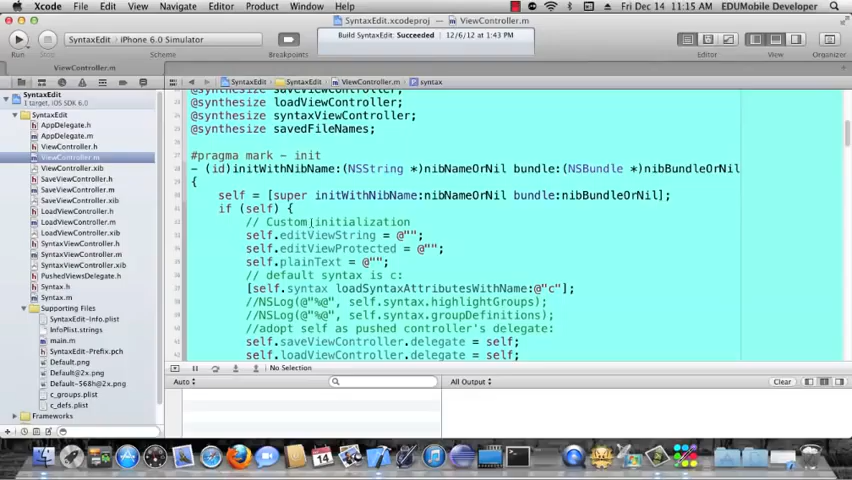 Xcode File Edit View Navigate Editor Product Window Help Fri Dec 14 11:15 AM EDUMobile Developer
SyntaxEdit.xcodeproj — ViewController.m
SyntaxEdit iPhone 6.0 Simulator
Build SyntaxEdit: Succeeded 12/6/12 at 1:43 PM
Run Stop Scheme Breakpoints Editor View Organizer
ViewController.m
SyntaxEdit SyntaxEdit ViewController.m syntax
SyntaxEdit
1 target, iOS SDK 6.0
SyntaxEdit
AppDelegate.h
AppDelegate.m
ViewController.h
ViewController.m
ViewController.xib
SaveViewController.h
SaveViewController.m
LoadViewController.h
LoadViewController.m
LoadViewController.xib
SyntaxViewController.h
SyntaxViewController.m
SyntaxViewController.xib
PushedViewsDelegate.h
Syntax.h
Syntax.m
Supporting Files
SyntaxEdit-Info.plist
InfoPlist.strings
main.m
SyntaxEdit-Prefix.pch
Default.png
Default@2x.png
Default-568h@2x.png
c_groups.plist
c_defs.plist
Frameworks
@synthesize saveViewController;
@synthesize loadViewController;
@synthesize syntaxViewController;
@synthesize savedFileNames;
#pragma mark - init
- (id)initWithNibName:(NSString *)nibNameOrNil bundle:(NSBundle *)nibBundleOrNil
{
self = [super initWithNibName:nibNameOrNil bundle:nibBundleOrNil];
if (self) {
// Custom initialization
self.editViewString = @"";
self.editViewProtected = @"";
self.plainText = @"";
// default syntax is c:
[self.syntax loadSyntaxAttributesWithName:@"c"];
//NSLog(@"%@", self.syntax.highlightGroups);
//NSLog(@"%@", self.syntax.groupDefinitions);
//adopt self as pushed controller's delegate:
self.saveViewController.delegate = self;
self.loadViewController.delegate = self;
No Selection
Auto All Output Clear
14